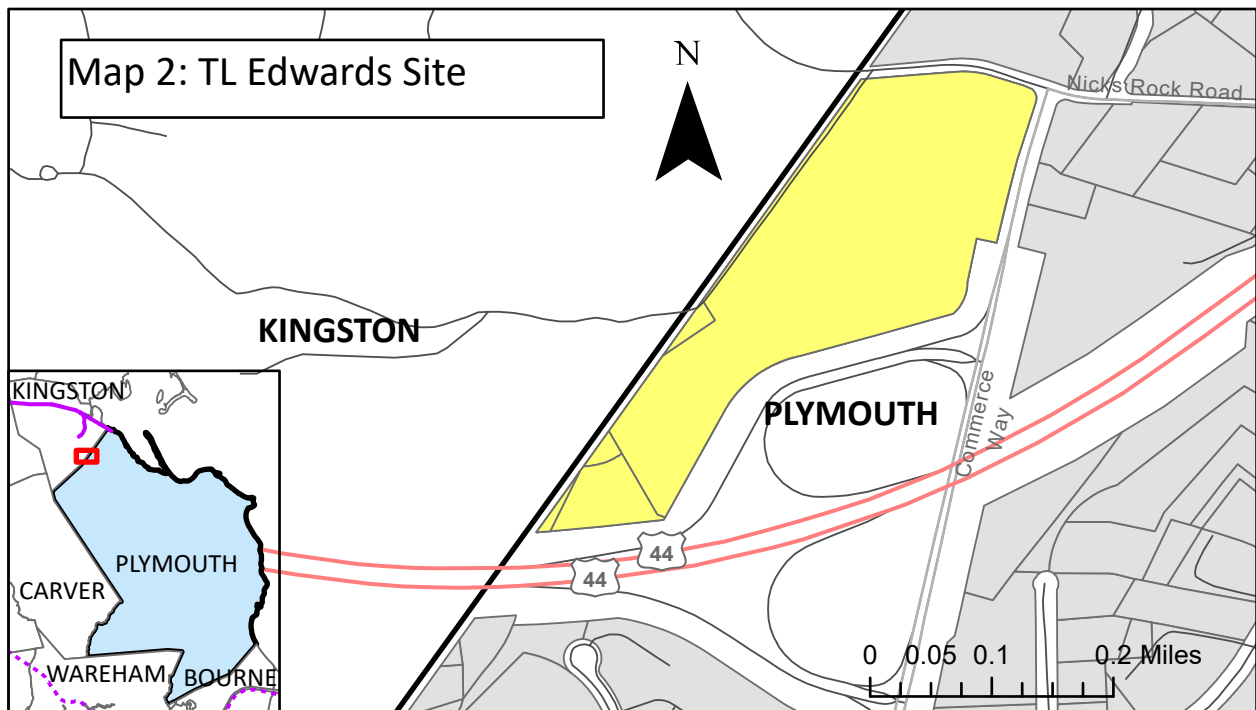 Map 2: TL Edwards Site
N
Nicks Rock Road
KINGSTON
PLYMOUTH
Commerce
Way
44
44
KINGSTON
PLYMOUTH
CARVER
WAREHAM
BOURNE
0 0.05 0.1 0.2 Miles